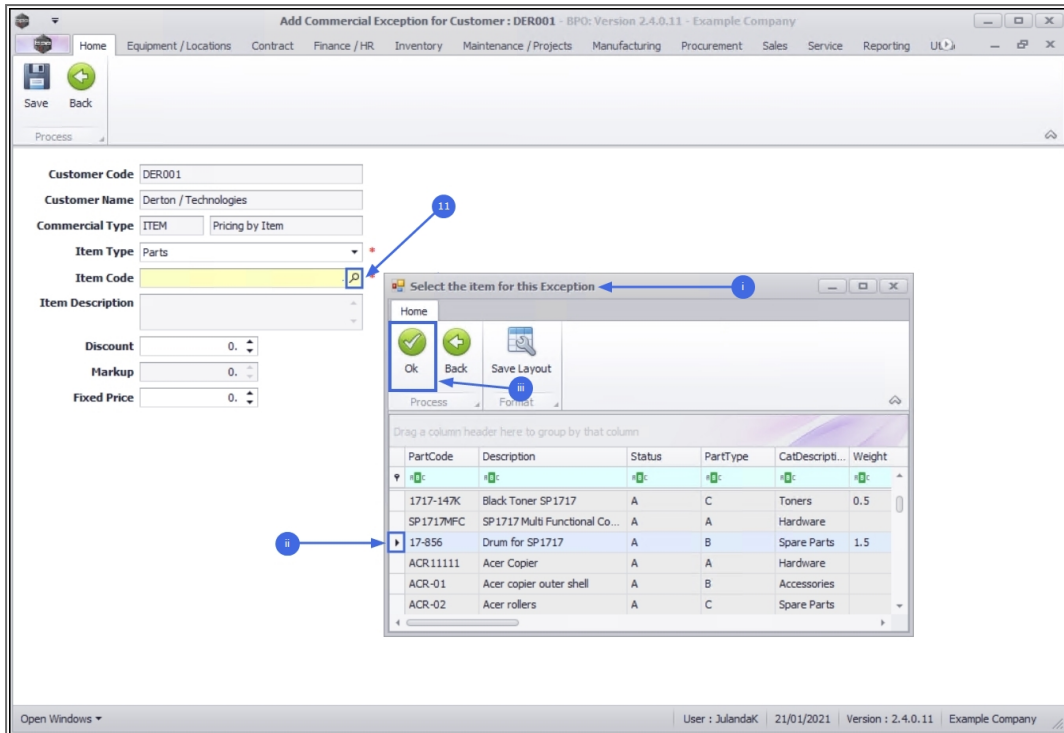 Add Commercial Exception for Customer : DER001 - BPO: Version 2.4.0.11 - Example Company
Home Equipment / Locations Contract Finance / HR Inventory Maintenance / Projects Manufacturing Procurement Sales Service Reporting
Save Back
Process
Customer Code DER001
Customer Name Derton / Technologies
Commercial Type ITEM Pricing by Item
Item Type Parts *
Item Code *
Item Description
Discount 0.
Markup 0.
Fixed Price 0.
11
Select the item for this Exception
i
Home
Ok Back Save Layout
iii
Process Format
Drag a column header here to group by that column
PartCode Description Status PartType CatDescripti... Weight
1717-147K Black Toner SP1717 A C Toners 0.5
SP1717MFC SP1717 Multi Functional Co... A A Hardware
ii
17-856 Drum for SP1717 A B Spare Parts 1.5
ACR11111 Acer Copier A A Hardware
ACR-01 Acer copier outer shell A B Accessories
ACR-02 Acer rollers A C Spare Parts
Open Windows User : JulandaK 21/01/2021 Version : 2.4.0.11 Example Company